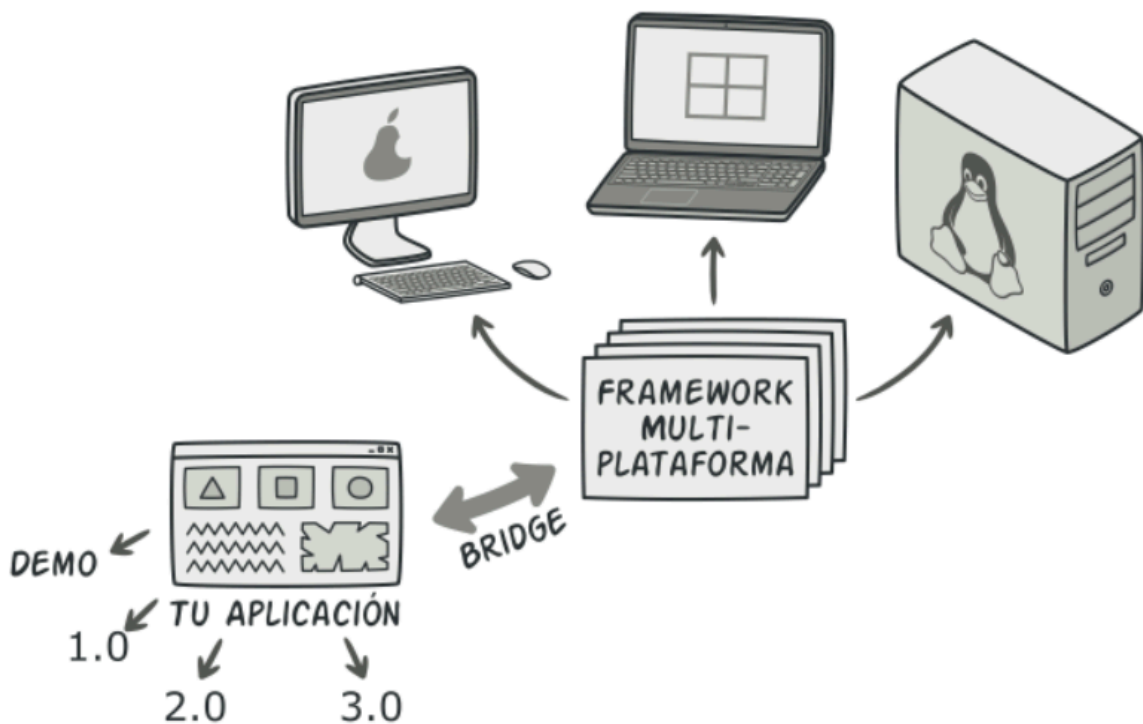 FRAMEWORK
MULTI-
PLATAFORMA
BRIDGE
DEMO
TU APLICACIÓN
1.0
2.0
3.0